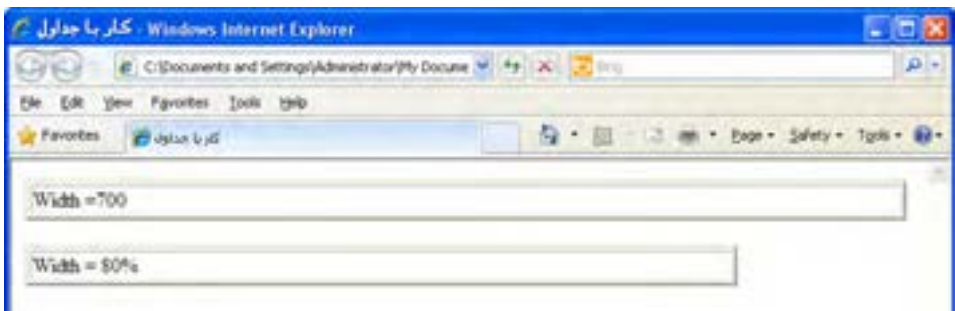 کار با جداول - Windows Internet Explorer
C:\Documents and Settings\Administrator\My Docume Bing
File Edit View Favorites Tools Help
Favorites کار با جداول Page Safety Tools
Width =700
Width = 80%